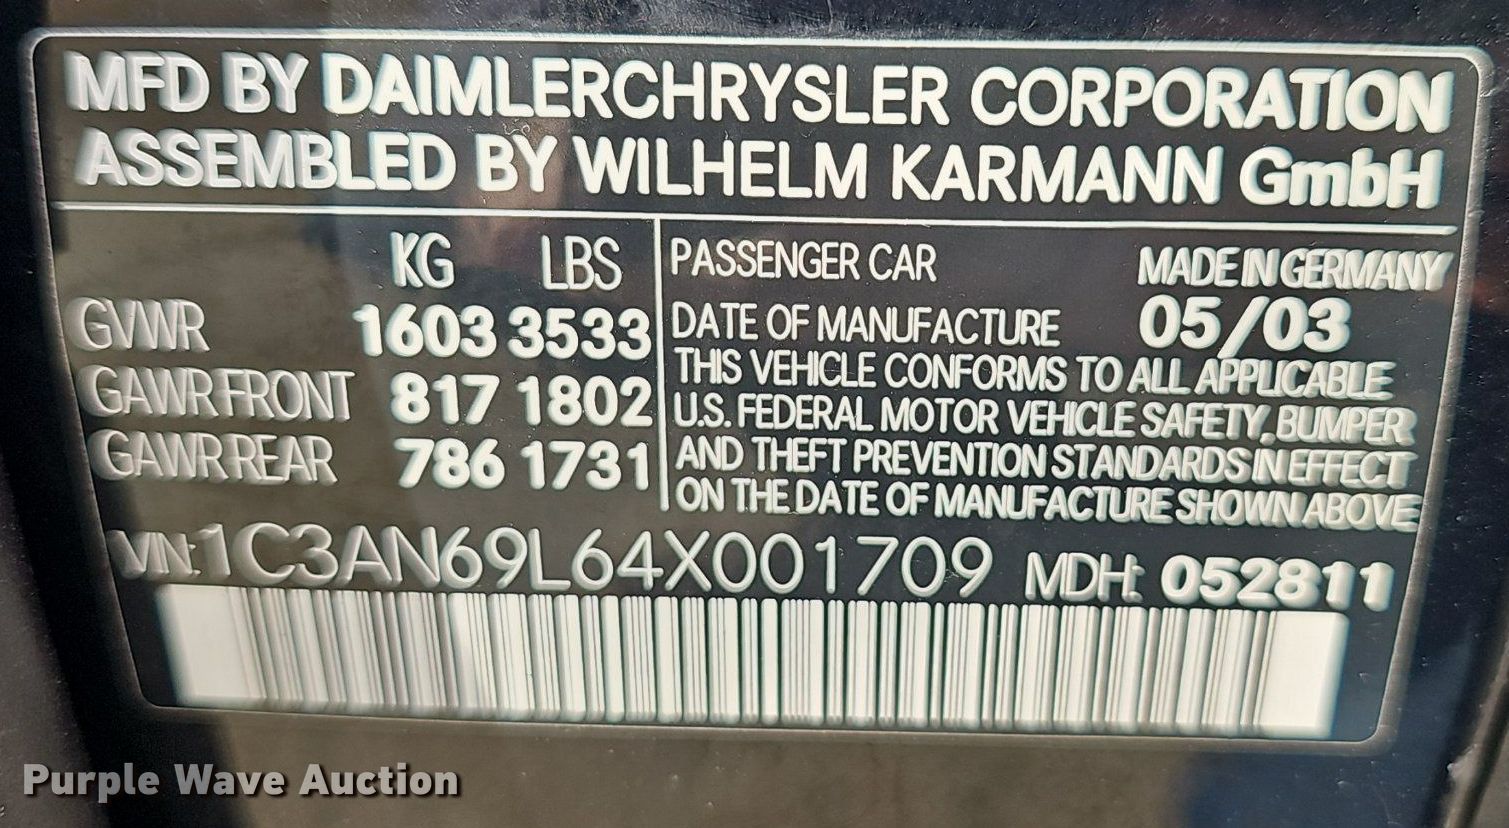 MFD BY DAIMLERCHRYSLER CORPORATION
ASSEMBLED BY WILHELM KARMANN GmbH
KG LBS
GVWR 1603 3533
GAWR FRONT 817 1802
GAWR REAR 786 1731
PASSENGER CAR MADE IN GERMANY
DATE OF MANUFACTURE 05/03
THIS VEHICLE CONFORMS TO ALL APPLICABLE
U.S. FEDERAL MOTOR VEHICLE SAFETY, BUMPER
AND THEFT PREVENTION STANDARDS IN EFFECT
ON THE DATE OF MANUFACTURE SHOWN ABOVE
VIN: 1C3AN69L64X001709 MDH: 052811
Purple Wave Auction